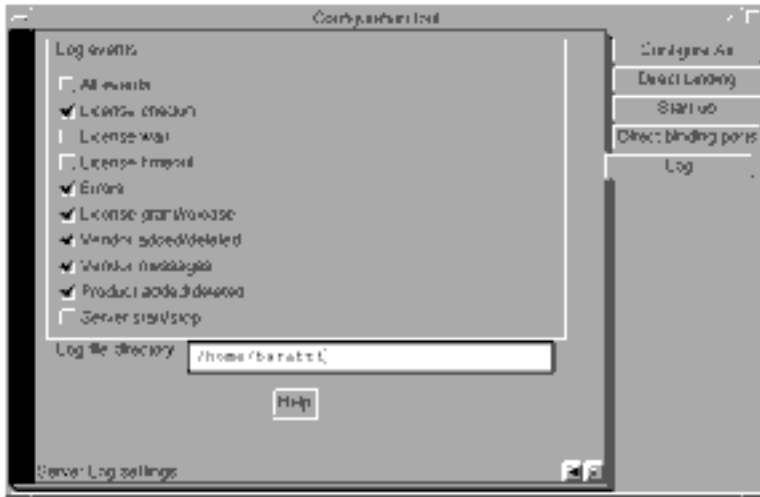 Configuration tool
Log events
All events
License checkin
License wait
License timeout
Errors
License grant/release
Vendor added/deleted
Vendor messages
Product added/deleted
Server start/stop
Log file directory
/home/baratti
Help
Server Log settings
Configure As
Direct binding
Start up
Direct binding ports
Log